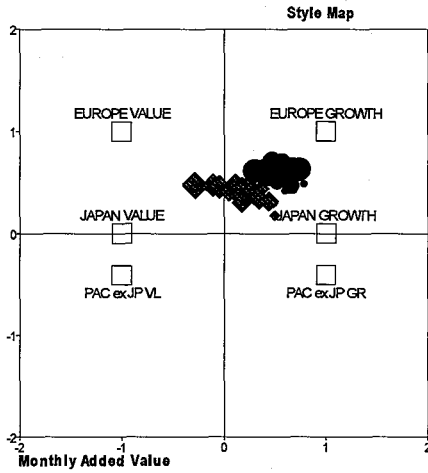 Style Map
2
EUROPE VALUE EUROPE GROWTH
1
JAPAN VALUE JAPAN GROWTH
0
PAC exJP VL PAC exJP GR
-1
-2
-2 -1 0 1 2
Monthly Added Value